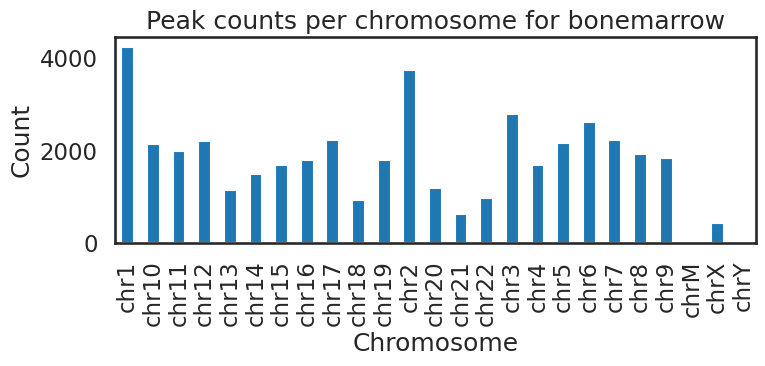 Peak counts per chromosome for bonemarrow
Count
4000
2000
0
chr1
chr10
chr11
chr12
chr13
chr14
chr15
chr16
chr17
chr18
chr19
chr2
chr20
chr21
chr22
chr3
chr4
chr5
chr6
chr7
chr8
chr9
chrM
chrX
chrY
Chromosome